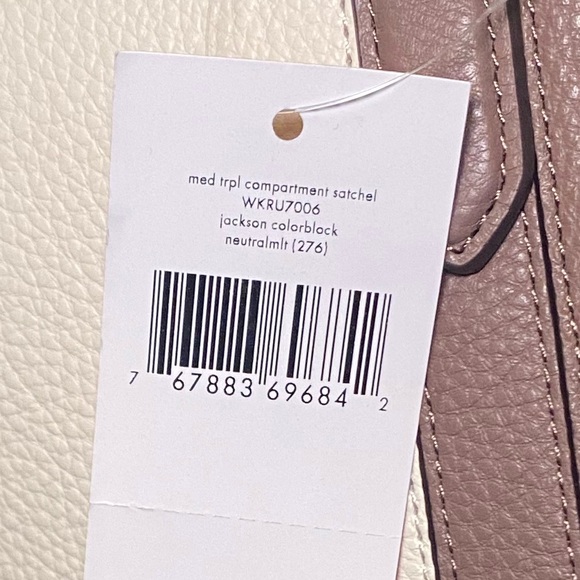 med trpl compartment satchel
WKRU7006
jackson colorblock
neutralmlt (276)
7 67883 69684 2